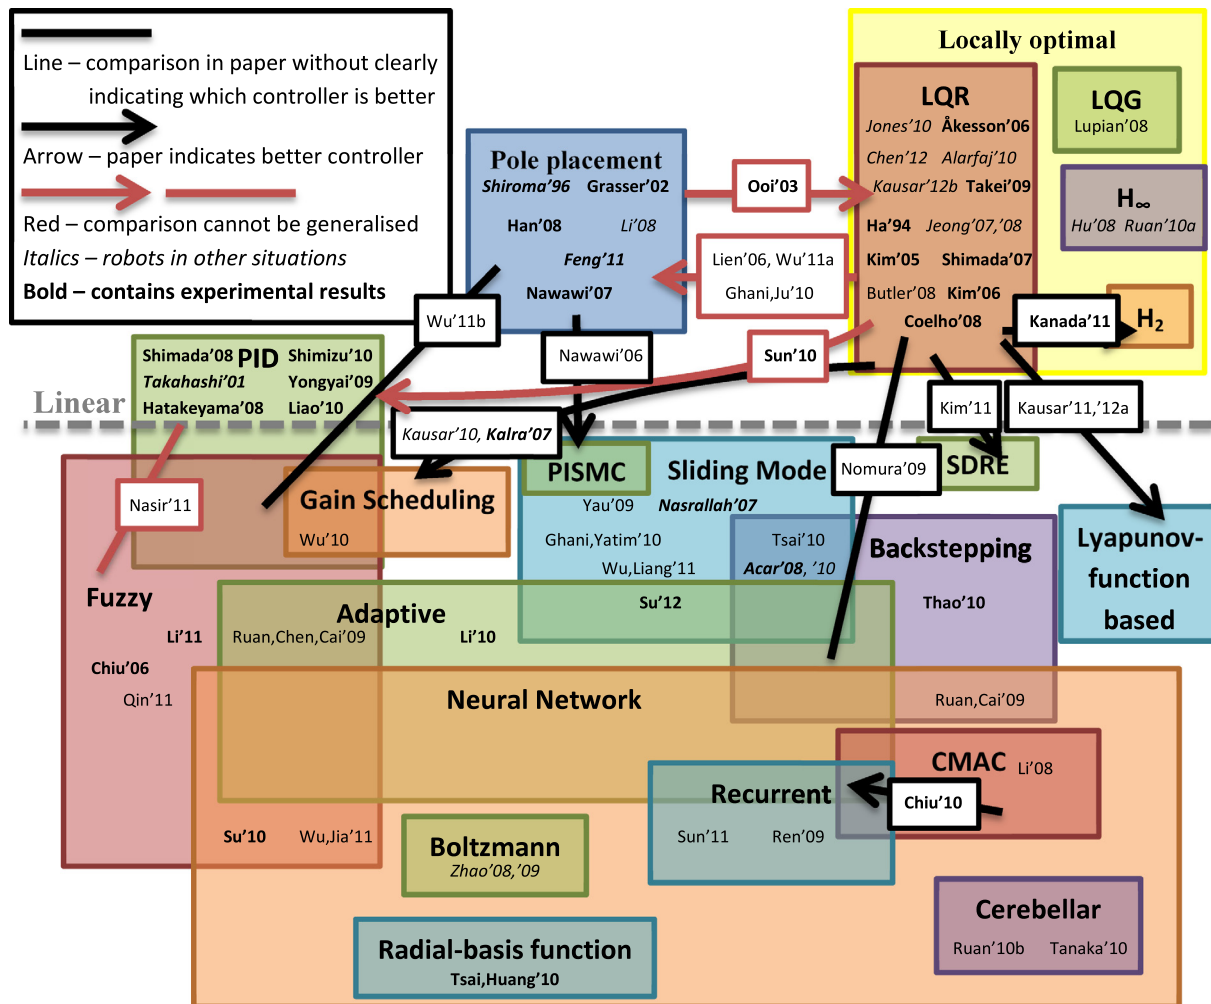 Line – comparison in paper without clearly
indicating which controller is better
Arrow – paper indicates better controller
Red – comparison cannot be generalised
Italics – robots in other situations
Bold – contains experimental results
Locally optimal
LQR
Jones’10 Åkesson’06
Chen’12 Alarfaj’10
Kausar’12b Takei’09
Ha’94 Jeong’07,’08
Kim’05 Shimada’07
Butler’08 Kim’06
Coelho’08
LQG
Lupian’08
H∞
Hu’08 Ruan’10a
H2
Kanada’11
Pole placement
Shiroma’96 Grasser’02
Han’08 Li’08
Feng’11
Nawawi’07
Ooi’03
Lien’06, Wu’11a
Ghani,Ju’10
Wu’11b
Nawawi’06
Sun’10
Shimada’08 PID Shimizu’10
Takahashi’01 Yongyai’09
Hatakeyama’08 Liao’10
Linear
Kausar’10, Kalra’07
Kim’11
Kausar’11,’12a
Nomura’09
Nasir’11
Gain Scheduling
Wu’10
PISMC
Sliding Mode
Yau’09 Nasrallah’07
Ghani,Yatim’10 Tsai’10
Wu,Liang’11 Acar’08, ’10
Su’12
SDRE
Backstepping
Thao’10
Ruan,Cai’09
Lyapunov-
function
based
Fuzzy
Li’11 Ruan,Chen,Cai’09
Chiu’06
Qin’11
Adaptive
Li’10
Neural Network
Su’10 Wu,Jia’11
CMAC
Li’08
Chiu’10
Recurrent
Sun’11 Ren’09
Boltzmann
Zhao’08,’09
Cerebellar
Ruan’10b Tanaka’10
Radial-basis function
Tsai,Huang’10